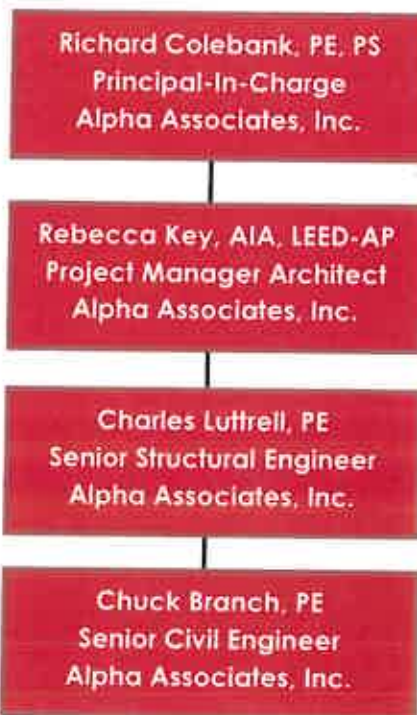 Richard Colebank, PE, PS
Principal-In-Charge
Alpha Associates, Inc.
Rebecca Key, AIA, LEED-AP
Project Manager Architect
Alpha Associates, Inc.
Charles Luttrell, PE
Senior Structural Engineer
Alpha Associates, Inc.
Chuck Branch, PE
Senior Civil Engineer
Alpha Associates, Inc.